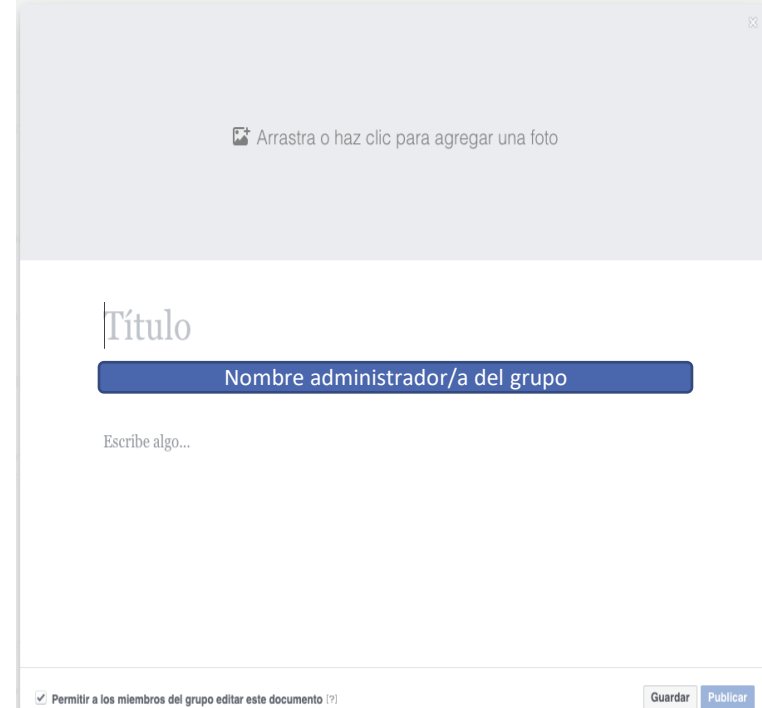 Arrastra o haz clic para agregar una foto
Título
Nombre administrador/a del grupo
Escribe algo...
Permitir a los miembros del grupo editar este documento [?]
Guardar Publicar